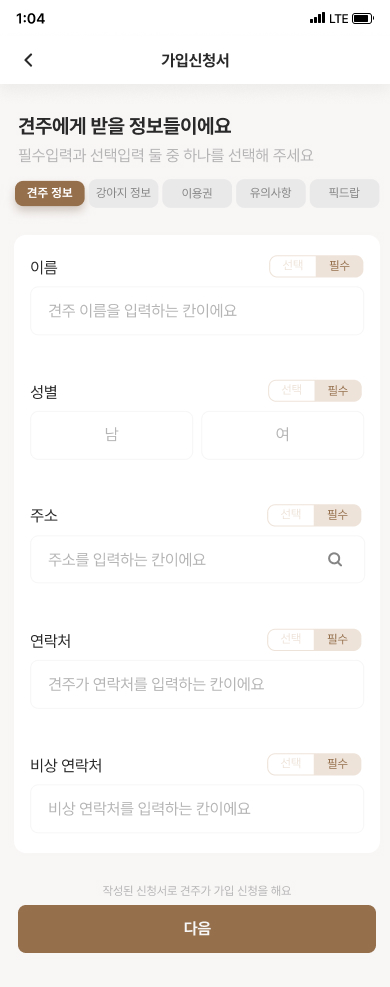 1:04 LTE
가입신청서
견주에게 받을 정보들이에요
필수입력과 선택입력 둘 중 하나를 선택해 주세요
견주 정보 강아지 정보 이용권 유의사항 픽드랍
이름 선택 필수
견주 이름을 입력하는 칸이에요
성별 선택 필수
남 여
주소 선택 필수
주소를 입력하는 칸이에요
연락처 선택 필수
견주가 연락처를 입력하는 칸이에요
비상 연락처 선택 필수
비상 연락처를 입력하는 칸이에요
작성된 신청서로 견주가 가입 신청을 해요
다음